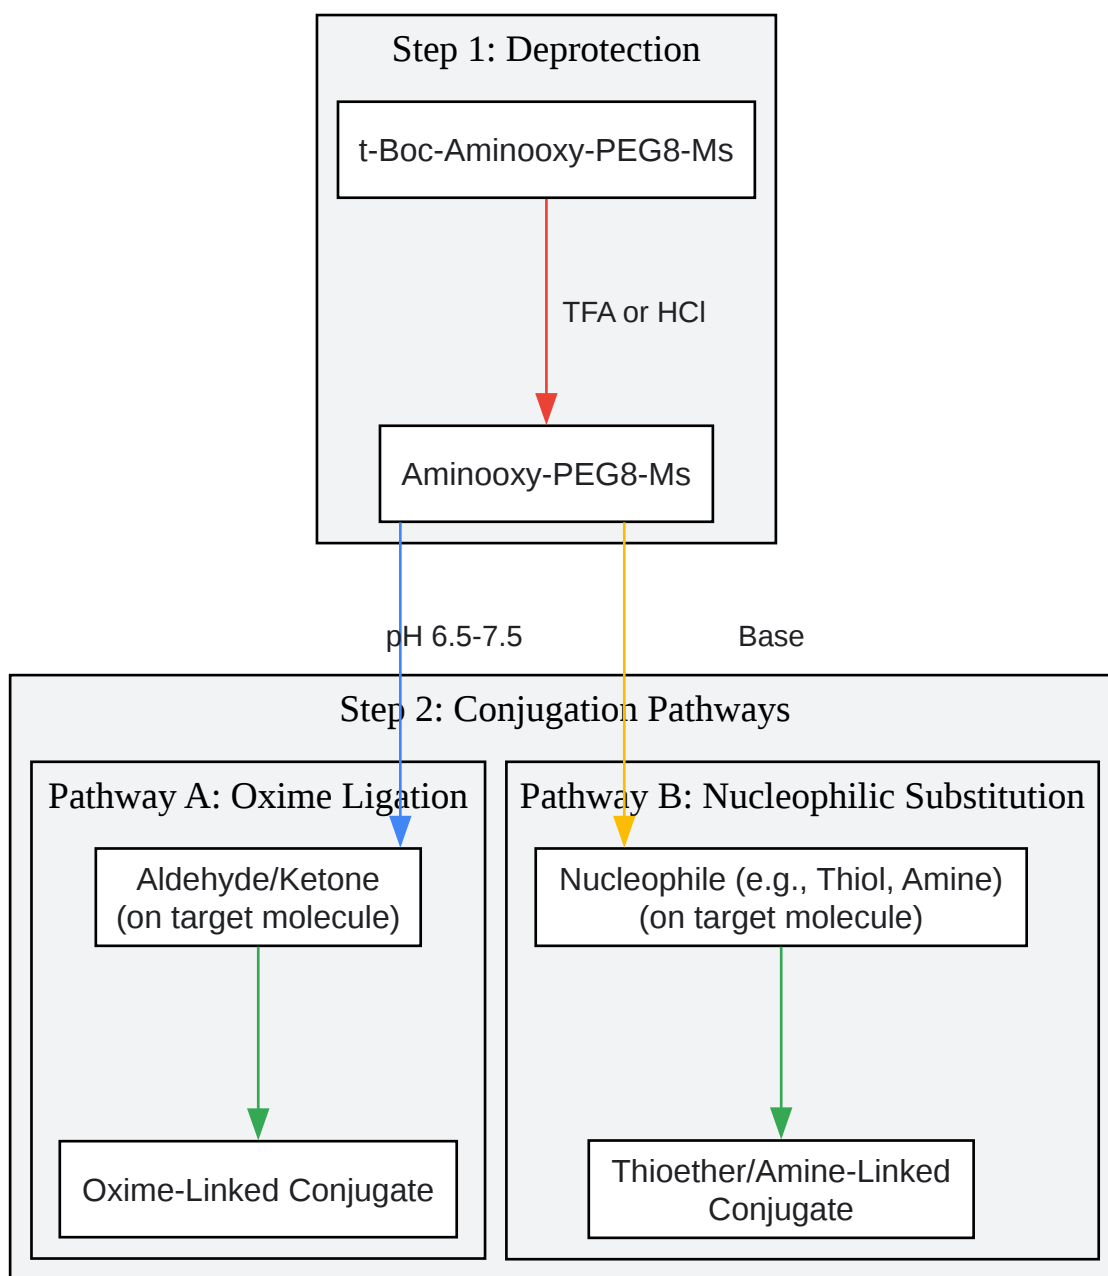 Step 1: Deprotection
t-Boc-Aminooxy-PEG8-Ms
TFA or HCl
Aminooxy-PEG8-Ms
pH 6.5-7.5
Base
Step 2: Conjugation Pathways
Pathway A: Oxime Ligation
Aldehyde/Ketone
(on target molecule)
Oxime-Linked Conjugate
Pathway B: Nucleophilic Substitution
Nucleophile (e.g., Thiol, Amine)
(on target molecule)
Thioether/Amine-Linked
Conjugate